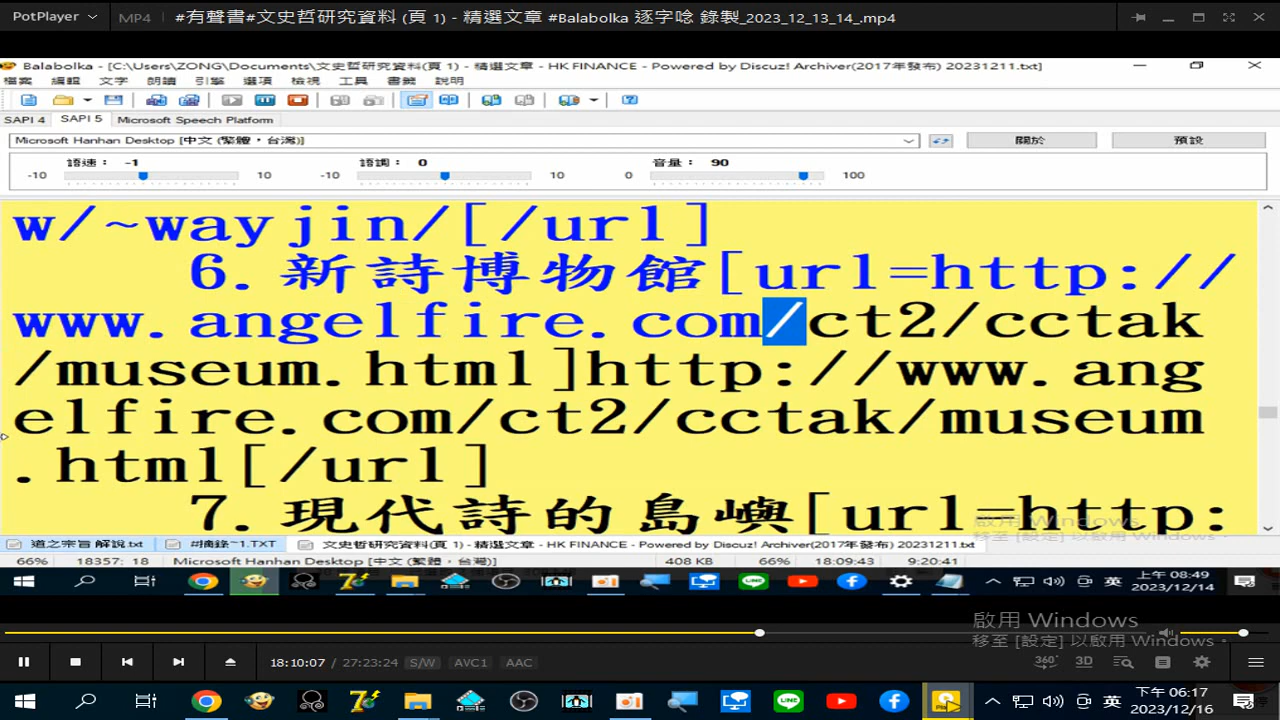 PotPlayer MP4 #有聲書#文史哲研究資料 (頁 1) - 精選文章 #Balabolka 逐字唸 錄製_2023_12_13_14_.mp4
Balabolka - [C:\Users\ZONG\Documents\文史哲研究資料(頁 1) - 精選文章 - HK FINANCE - Powered by Discuz! Archiver(2017年發布) 20231211.txt]
檔案 編輯 文字 朗讀 引擎 選項 檢視 工具 書籤 說明
SAPI 4 SAPI 5 Microsoft Speech Platform
Microsoft Hanhan Desktop [中文 (繁體，台灣)] 關於 預設
語速： -1 語調： 0 音量： 90
-10 10 -10 10 0 100
w/~wayjin/[/url]
6.新詩博物館[url=http://
www.angelfire.com/ct2/cctak
/museum.html]http://www.ang
elfire.com/ct2/cctak/museum
.html[/url]
7.現代詩的島嶼[url=http:
啟用 Windows
移至 [設定] 以啟用 Windows。
道之宗旨 解說.txt #摘錄~1.TXT 文史哲研究資料(頁 1) - 精選文章 - HK FINANCE - Powered by Discuz! Archiver(2017年發布) 20231211.txt
66% 18357: 18 Microsoft Hanhan Desktop [中文 (繁體，台灣)] 408 KB 66% 18:09:43 9:20:41
英 上午 08:49
2023/12/14
啟用 Windows
移至 [設定] 以啟用 Windows。
18:10:07 / 27:23:24 S/W AVC1 AAC 360° 3D
英 下午 06:17
2023/12/16